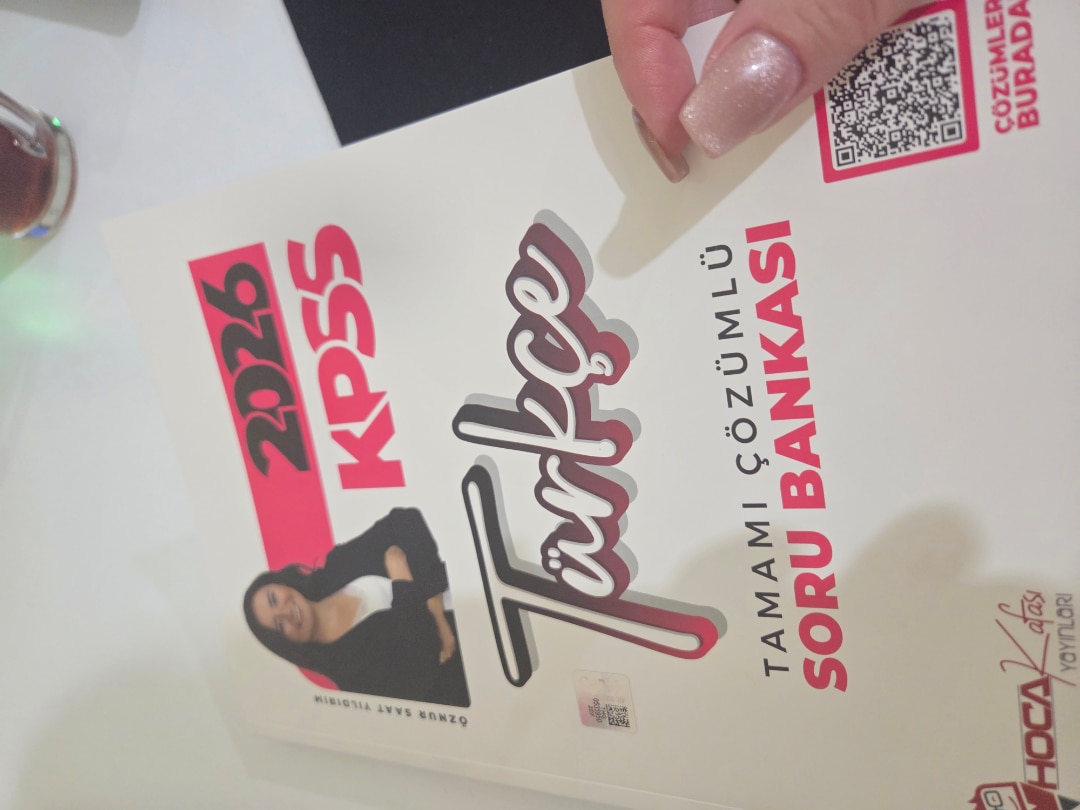 2026
KPSS
ÖZNUR SAAT YILDIRIM
Türkçe
TAMAMI ÇÖZÜMLÜ
SORU BANKASI
ÇÖZÜMLER
BURADA
HOCA Kafası
YAYINLARI